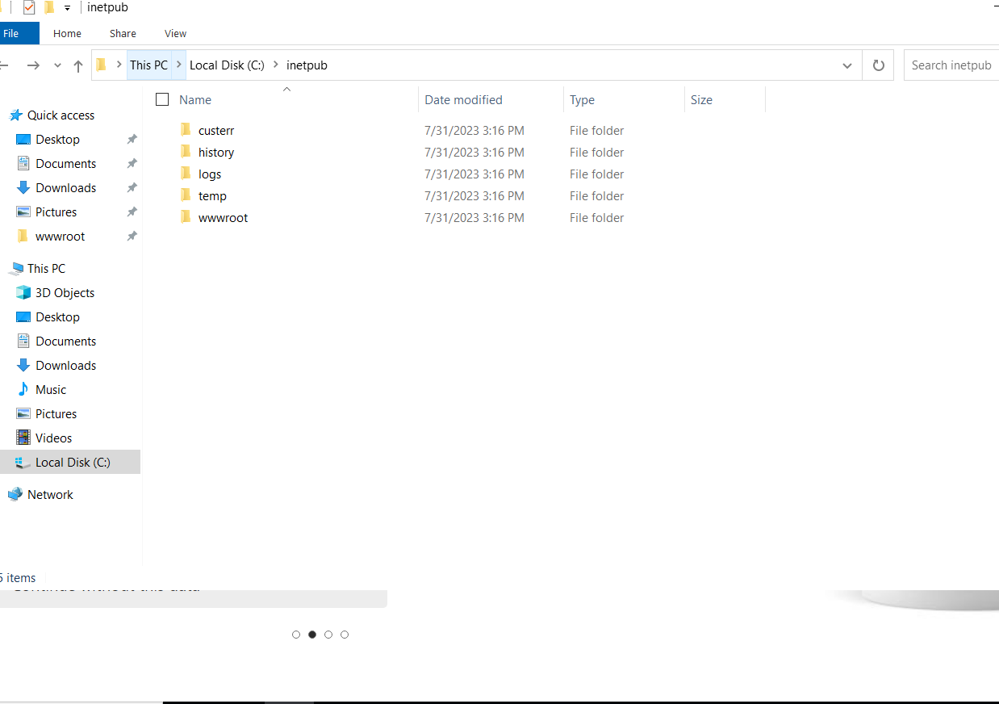 inetpub
File Home Share View
This PC Local Disk (C:) inetpub Search inetpub
Name Date modified Type Size
Quick access
Desktop
Documents
Downloads
Pictures
wwwroot
This PC
3D Objects
Desktop
Documents
Downloads
Music
Pictures
Videos
Local Disk (C:)
Network
custerr 7/31/2023 3:16 PM File folder
history 7/31/2023 3:16 PM File folder
logs 7/31/2023 3:16 PM File folder
temp 7/31/2023 3:16 PM File folder
wwwroot 7/31/2023 3:16 PM File folder
5 items
Continue without this data